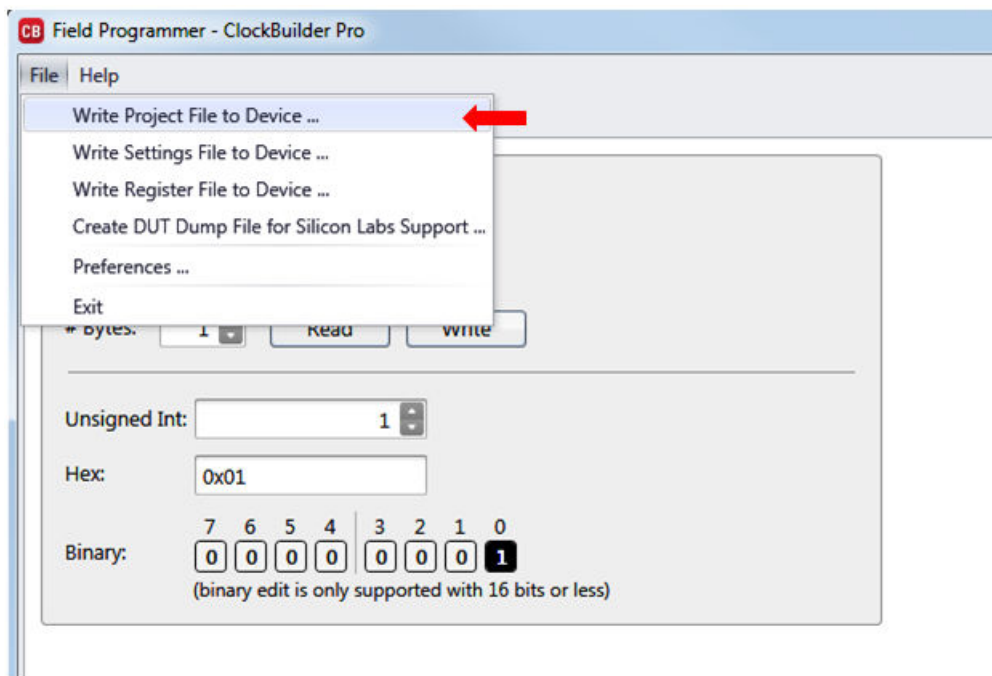 CB Field Programmer - ClockBuilder Pro
File Help
Write Project File to Device ...
Write Settings File to Device ...
Write Register File to Device ...
Create DUT Dump File for Silicon Labs Support ...
Preferences ...
Exit
# Bytes: 1 Read Write
Unsigned Int: 1
Hex: 0x01
7 6 5 4 3 2 1 0
Binary: 0 0 0 0 0 0 0 1
(binary edit is only supported with 16 bits or less)